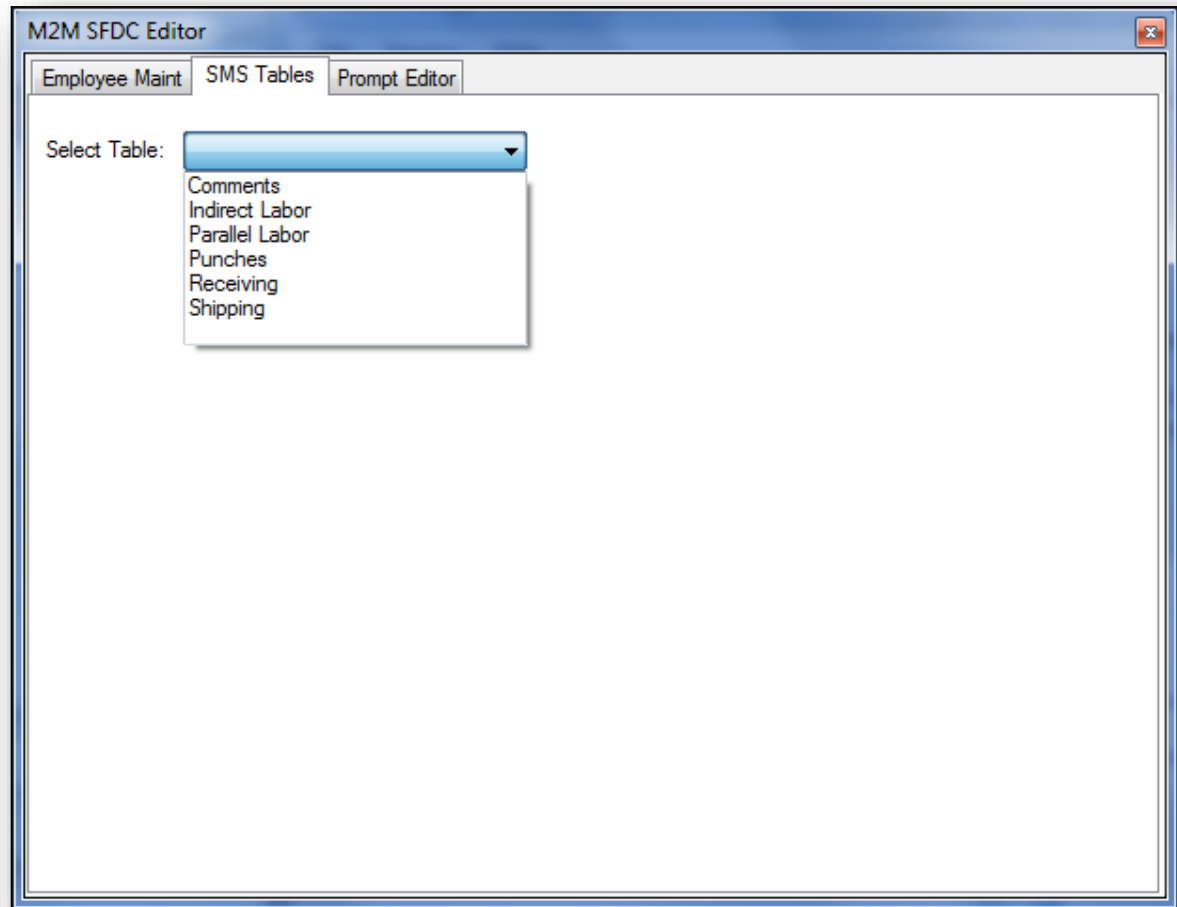 M2M SFDC Editor
Employee Maint SMS Tables Prompt Editor
Select Table:
Comments
Indirect Labor
Parallel Labor
Punches
Receiving
Shipping